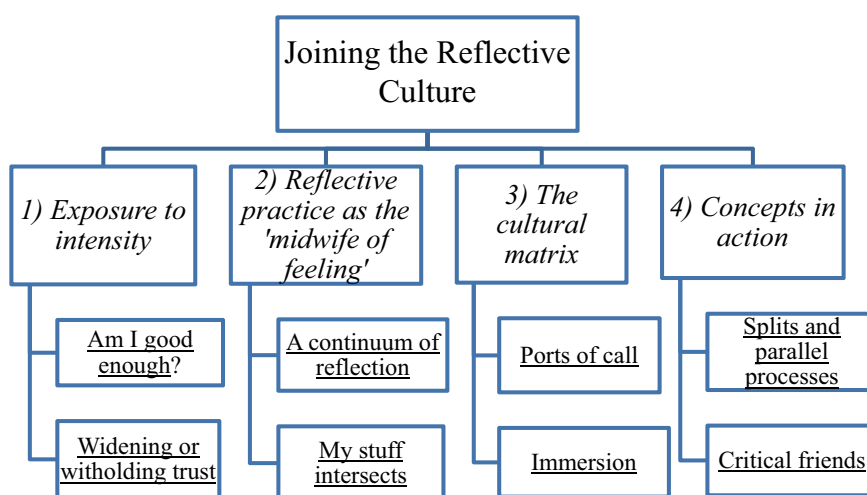 Joining the Reflective
Culture
1) Exposure to
intensity
2) Reflective
practice as the
'midwife of
feeling'
3) The
cultural
matrix
4) Concepts in
action
Am I good
enough?
A continuum of
reflection
Ports of call
Splits and
parallel
processes
Widening or
witholding trust
My stuff
intersects
Immersion
Critical friends